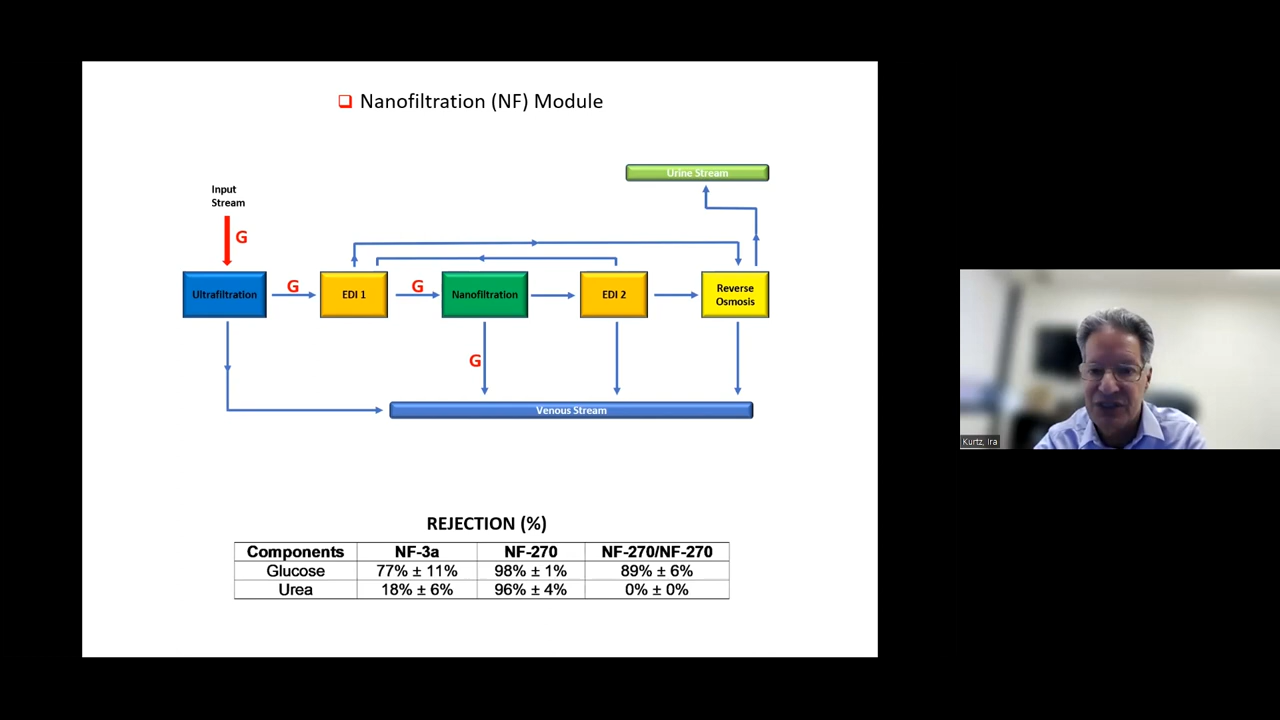 Nanofiltration (NF) Module
Urine Stream
Input
Stream
G
G
G
Ultrafiltration
EDI 1
Nanofiltration
EDI 2
Reverse
Osmosis
G
Venous Stream
Kurtz, Ira
REJECTION (%)
Components NF-3a NF-270 NF-270/NF-270
Glucose 77% ± 11% 98% ± 1% 89% ± 6%
Urea 18% ± 6% 96% ± 4% 0% ± 0%